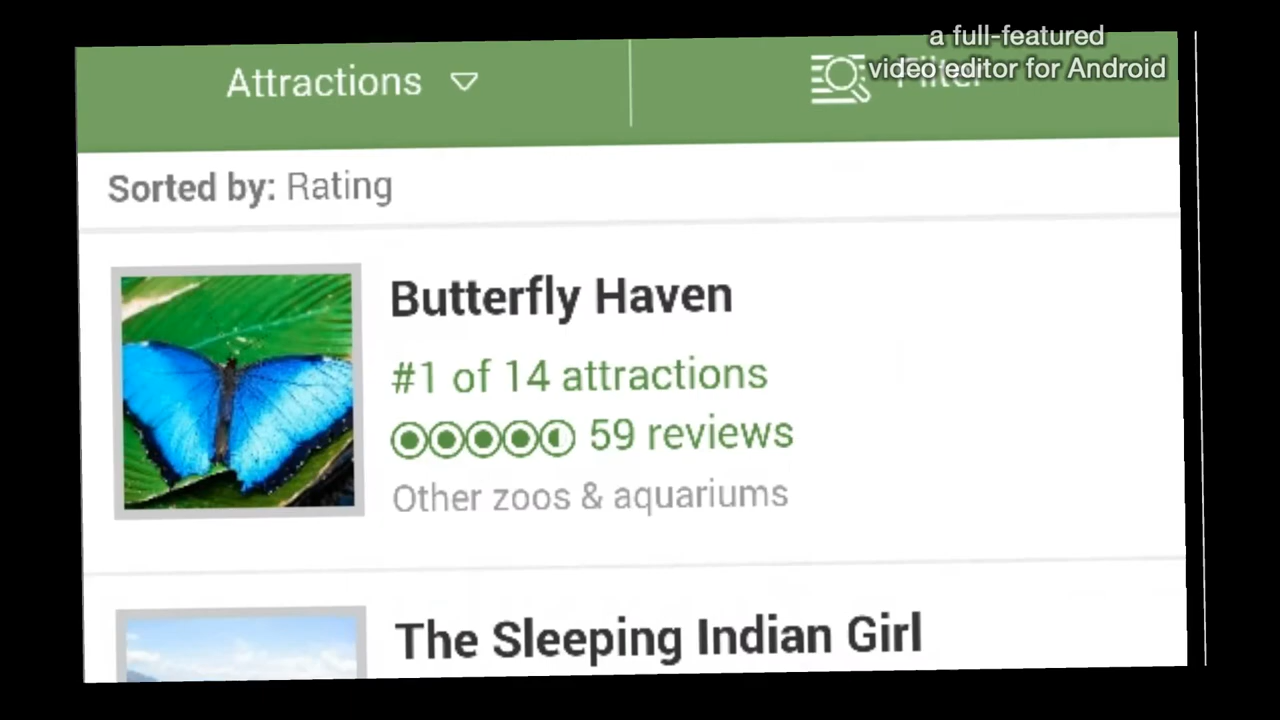 a full-featured
video editor for Android
Attractions
Filter
Sorted by: Rating
Butterfly Haven
#1 of 14 attractions
59 reviews
Other zoos & aquariums
The Sleeping Indian Girl